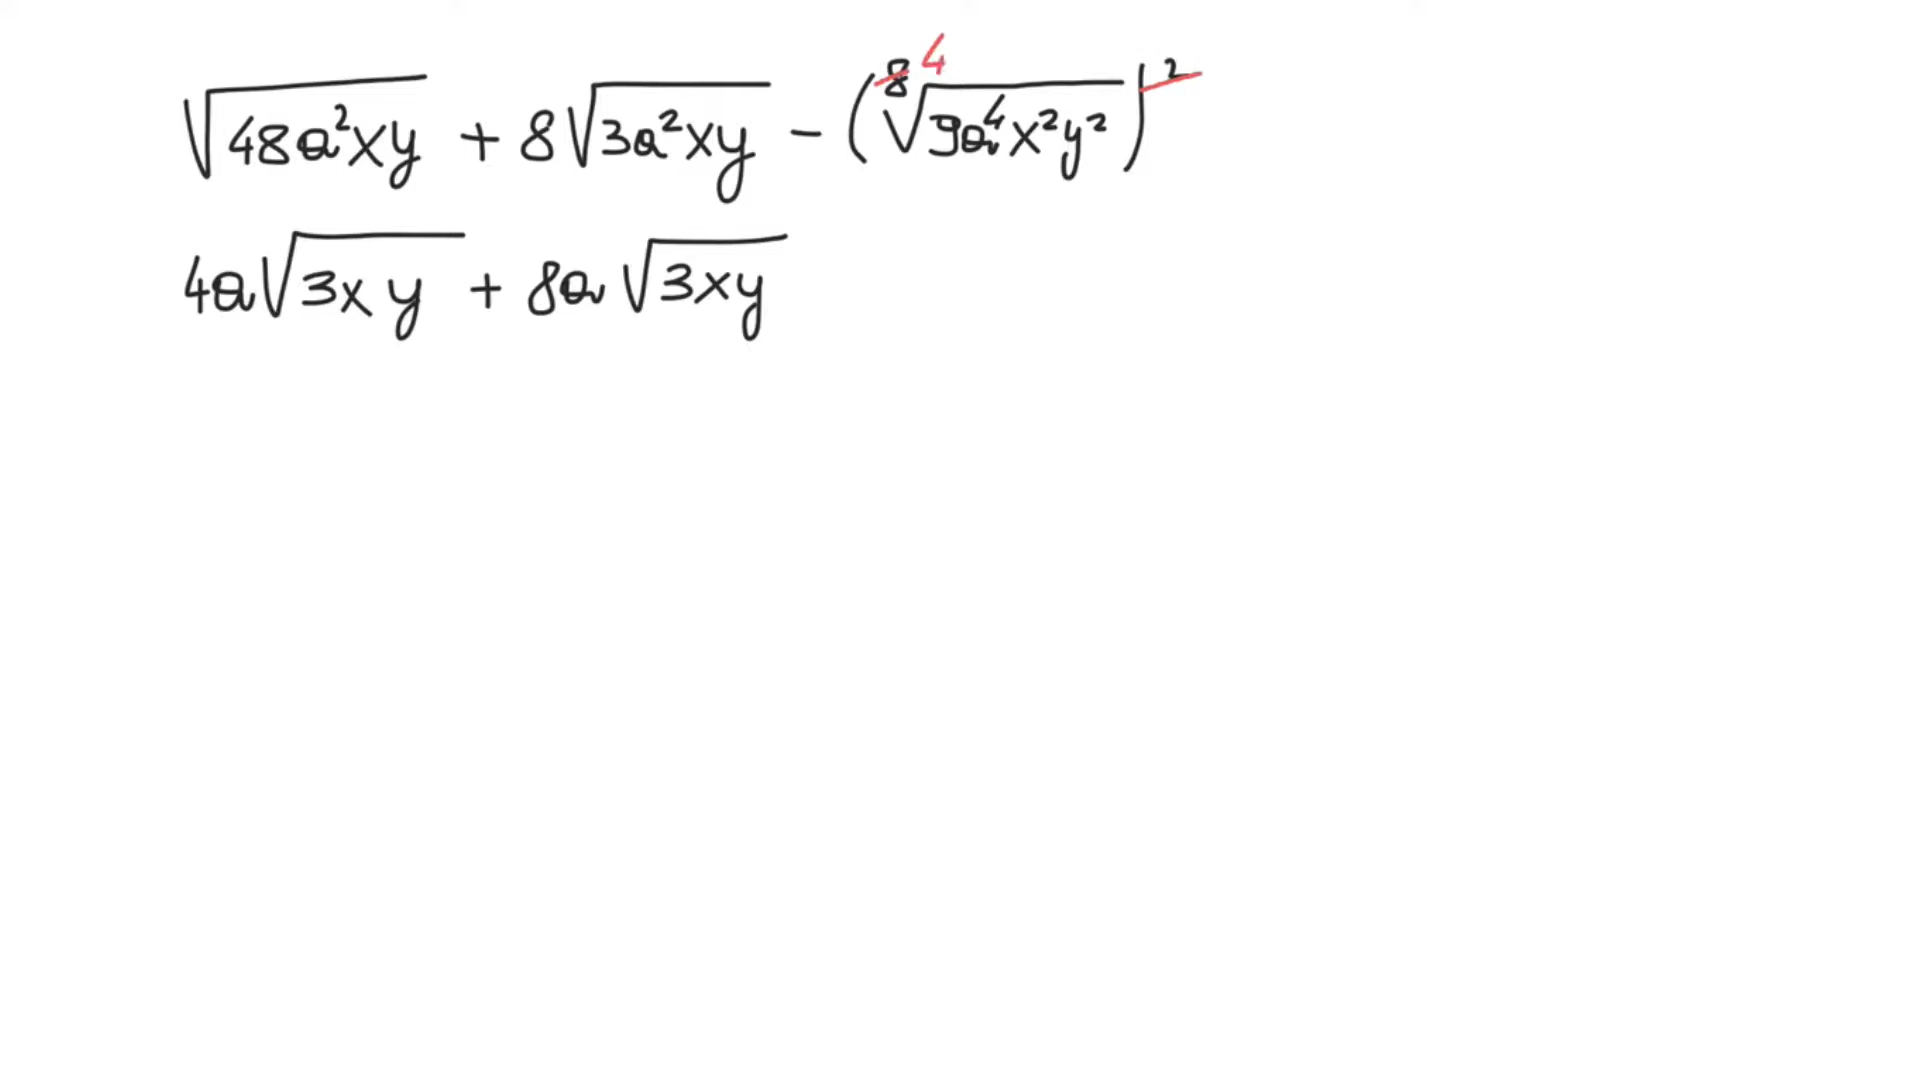 √48a²xy + 8√3a²xy - (⁸√9a⁴x²y²)² 4
4a√3xy + 8a√3xy